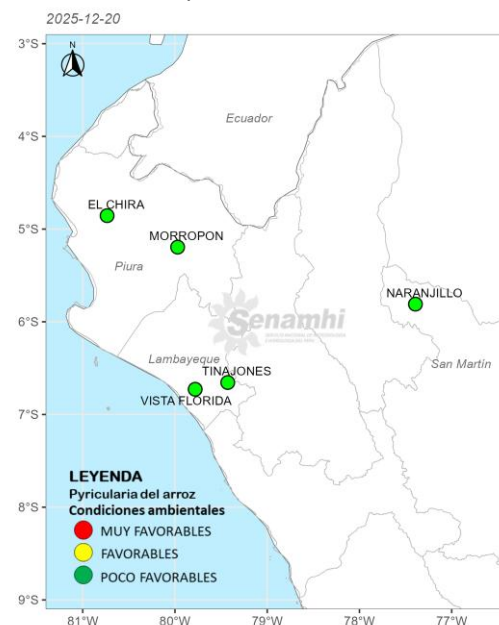 2025-12-20
3°S
N
4°S
Ecuador
EL CHIRA
5°S
MORROPON
Piura
NARANJILLO
6°S
Senamhi
Lambayeque
TINAJONES
San Martín
VISTA FLORIDA
7°S
LEYENDA
Pyricularia del arroz
Condiciones ambientales
8°S
MUY FAVORABLES
FAVORABLES
POCO FAVORABLES
9°S
81°W 80°W 79°W 78°W 77°W